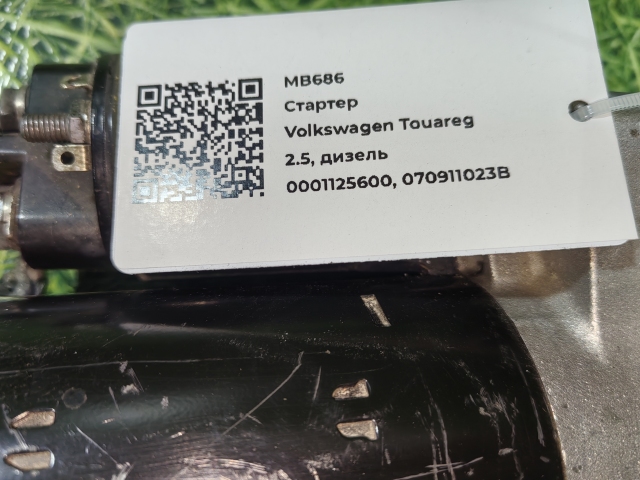 MB686
Стартер
Volkswagen Touareg
2.5, дизель
0001125600, 070911023B